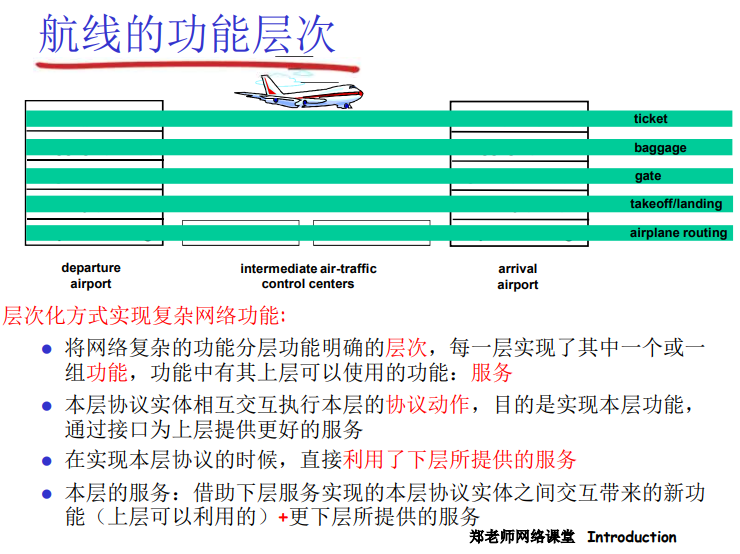 航线的功能层次
ticket
baggage
gate
takeoff/landing
airplane routing
departure
airport
intermediate air-traffic
control centers
arrival
airport
层次化方式实现复杂网络功能:
将网络复杂的功能分层功能明确的层次，每一层实现了其中一个或一
组功能，功能中有其上层可以使用的功能：服务
本层协议实体相互交互执行本层的协议动作，目的是实现本层功能，
通过接口为上层提供更好的服务
在实现本层协议的时候，直接利用了下层所提供的服务
本层的服务：借助下层服务实现的本层协议实体之间交互带来的新功
能（上层可以利用的）+更下层所提供的服务
郑老师网络课堂 Introduction